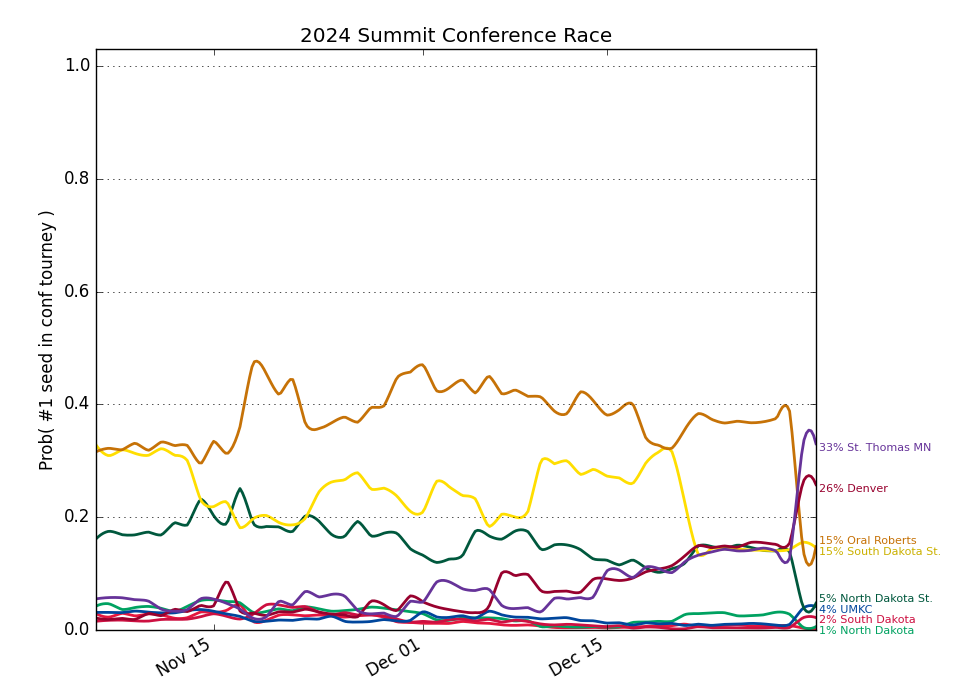 2024 Summit Conference Race
Prob( #1 seed in conf tourney )
1.0
0.8
0.6
0.4
0.2
0.0
Nov 15
Dec 01
Dec 15
33% St. Thomas MN
26% Denver
15% Oral Roberts
15% South Dakota St.
5% North Dakota St.
4% UMKC
2% South Dakota
1% North Dakota